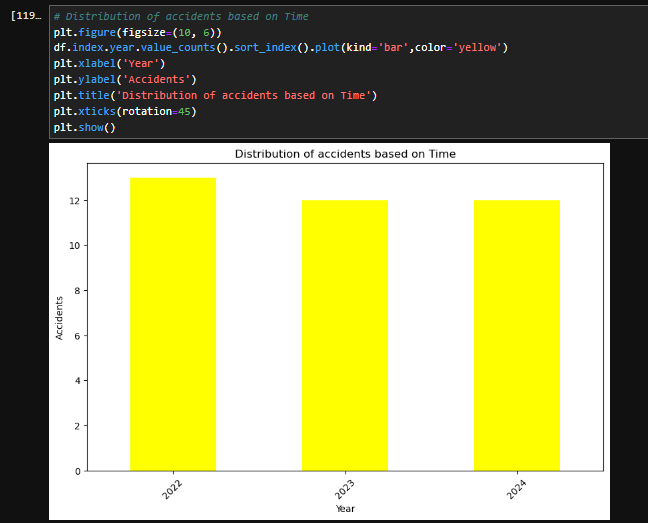 [119…
# Distribution of accidents based on Time
plt.figure(figsize=(10, 6))
df.index.year.value_counts().sort_index().plot(kind='bar',color='yellow')
plt.xlabel('Year')
plt.ylabel('Accidents')
plt.title('Distribution of accidents based on Time')
plt.xticks(rotation=45)
plt.show()
Distribution of accidents based on Time
12
10
8
6
4
2
0
Accidents
2022
2023
2024
Year